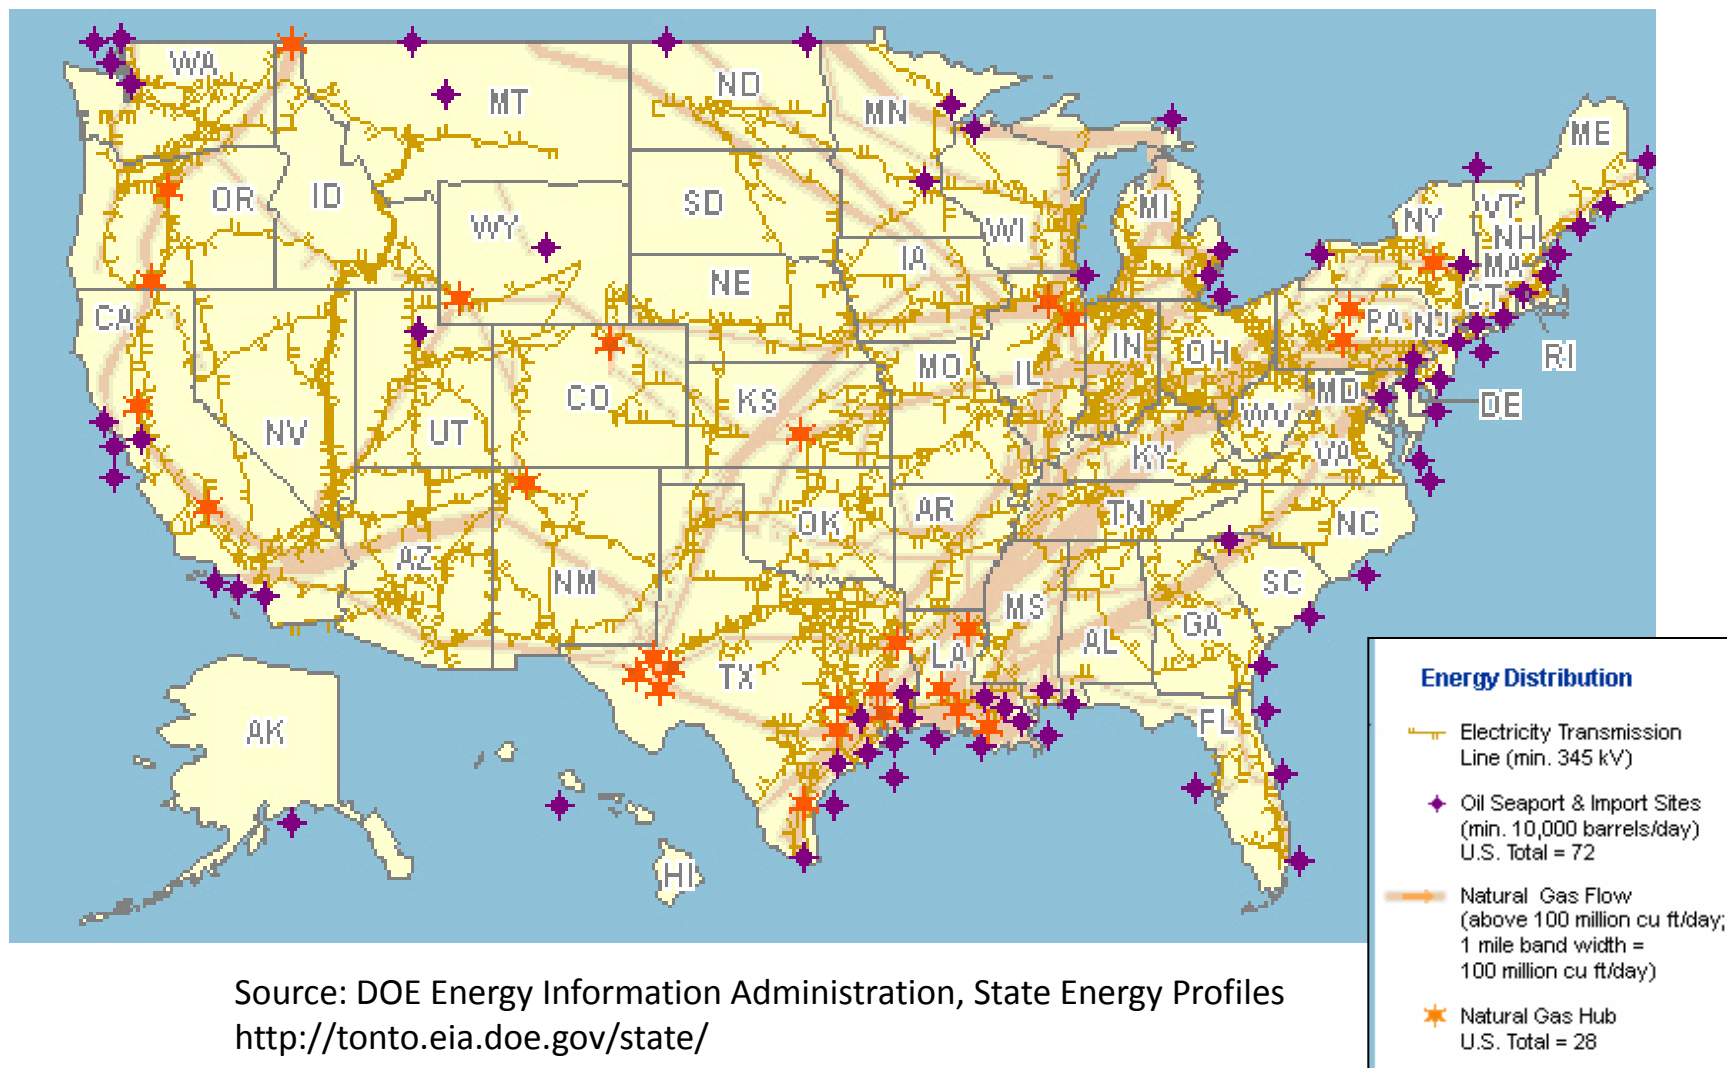 WA
MT
ND
MN
ME
OR
ID
SD
WI
MI
NY
VT
NH
WY
IA
MA
NE
CT
CA
PA
NJ
RI
MO
IL
IN
OH
MD
DE
NV
UT
CO
KS
WV
KY
VA
AZ
NM
OK
AR
TN
NC
MS
SC
TX
LA
AL
GA
FL
AK
HI
Energy Distribution
Electricity Transmission
Line (min. 345 kV)
Oil Seaport & Import Sites
(min. 10,000 barrels/day)
U.S. Total = 72
Natural Gas Flow
(above 100 million cu ft/day;
1 mile band width =
100 million cu ft/day)
Natural Gas Hub
U.S. Total = 28
Source: DOE Energy Information Administration, State Energy Profiles
http://tonto.eia.doe.gov/state/